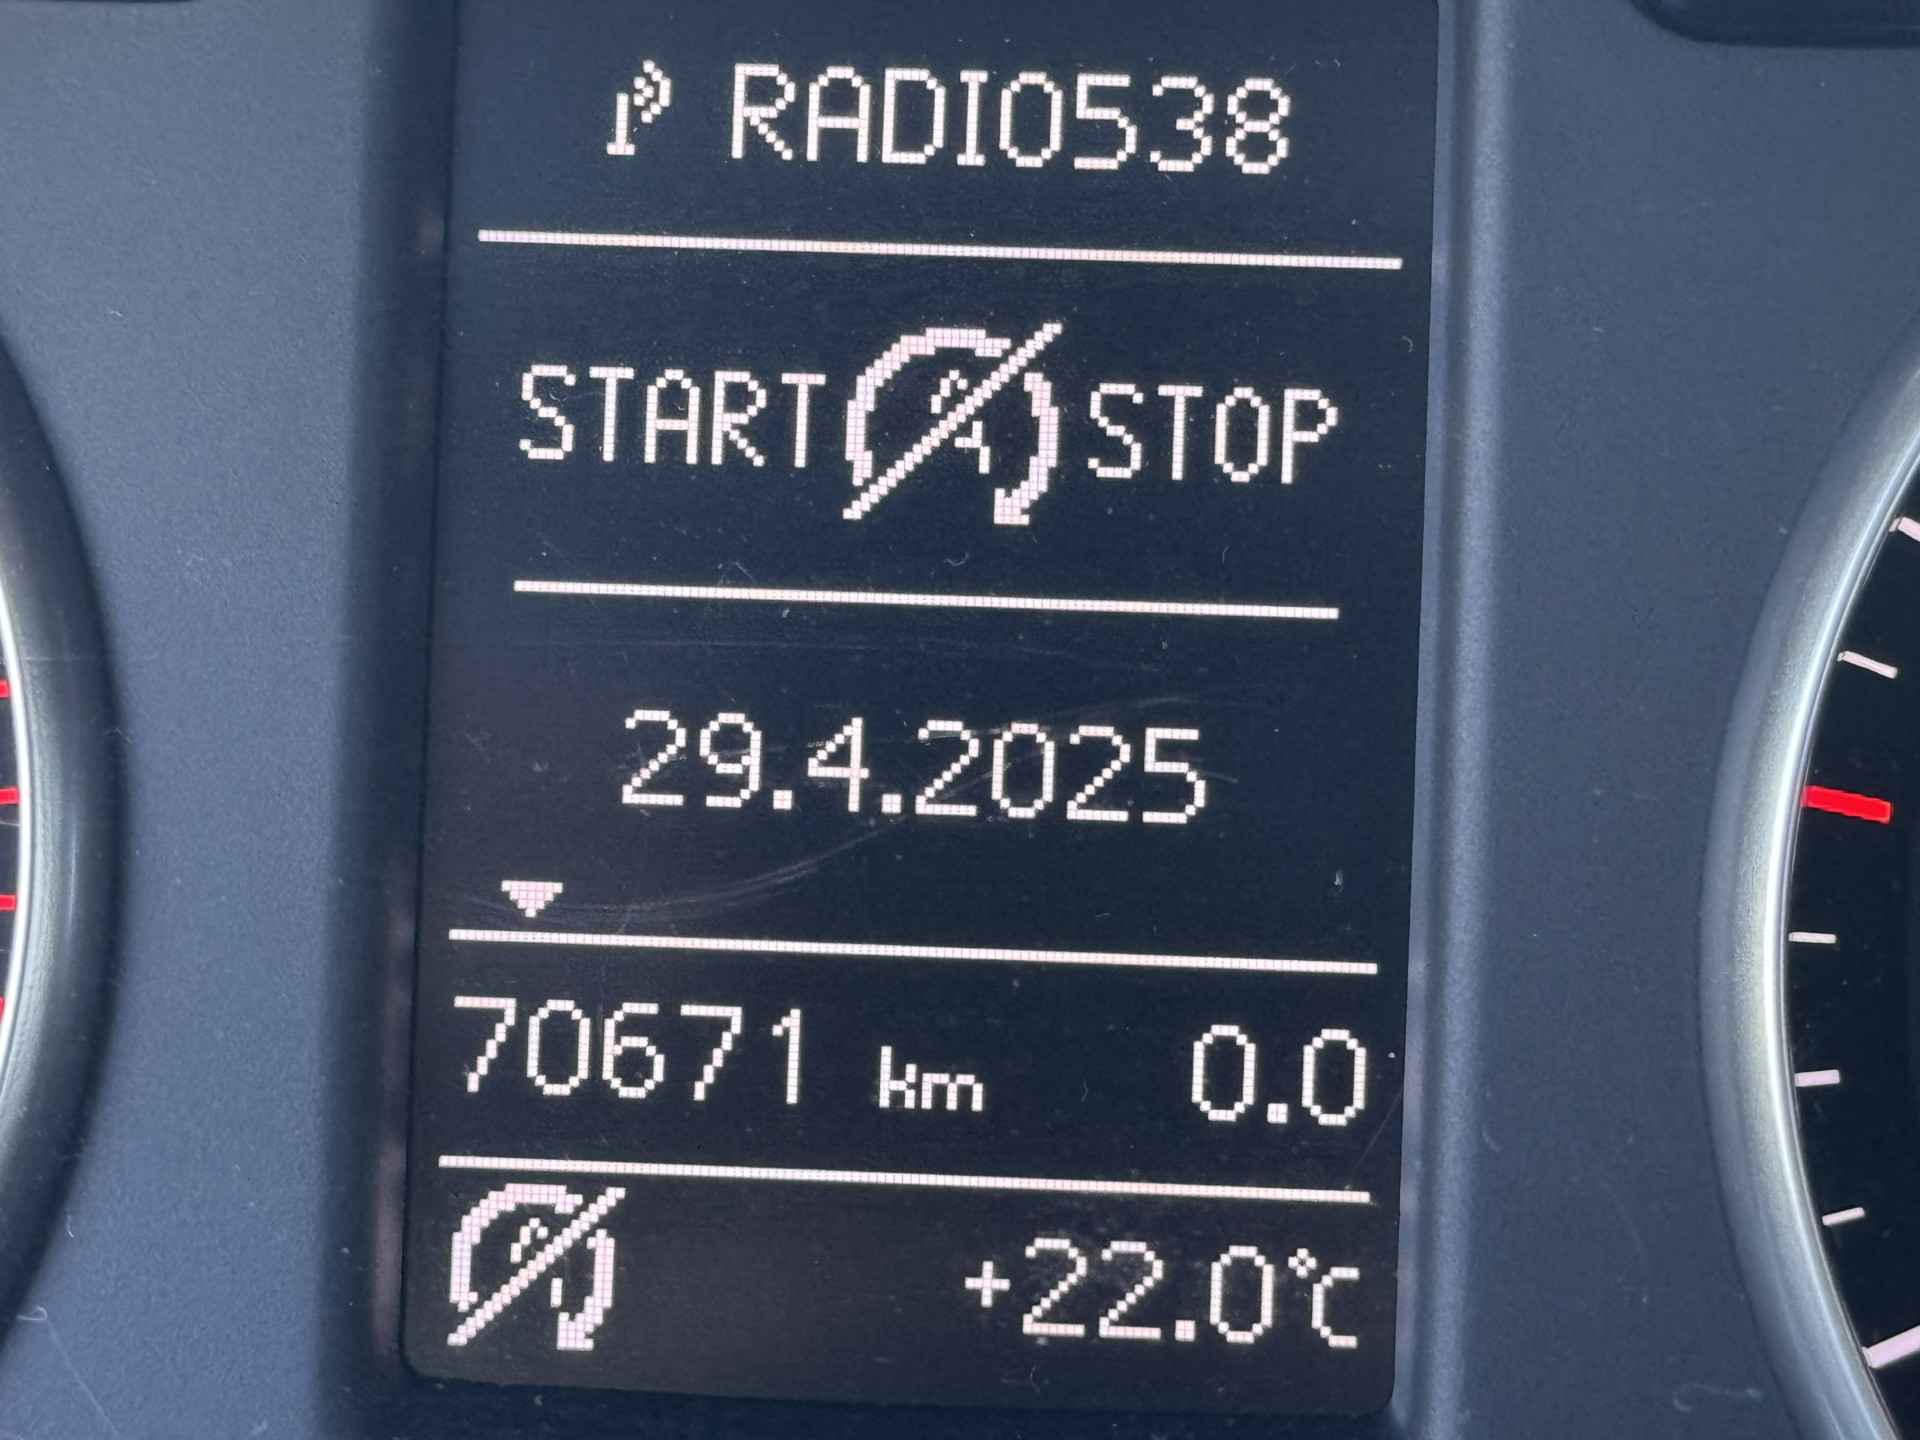 RADIO538
START STOP
29.4.2025
70671 km 0.0
+22.0°C